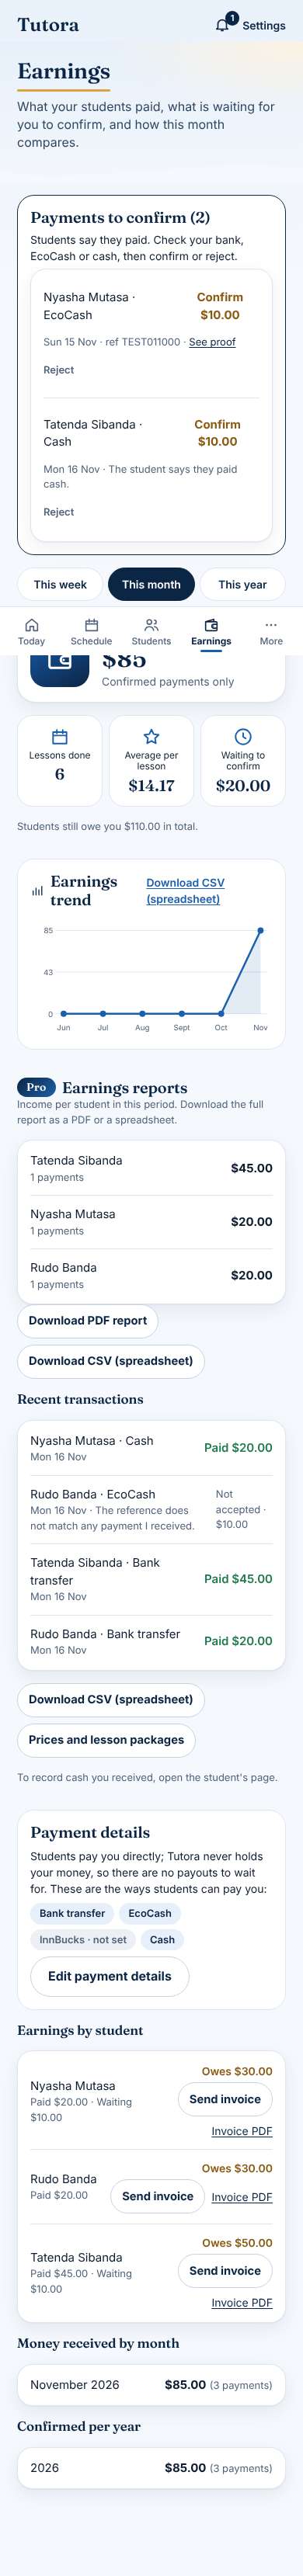 Tutora
1
Settings
Earnings
What your students paid, what is waiting for
you to confirm, and how this month
compares.
Payments to confirm (2)
Students say they paid. Check your bank,
EcoCash or cash, then confirm or reject.
Nyasha Mutasa ·
EcoCash
Confirm
$10.00
Sun 15 Nov · ref TEST011000 · See proof
Reject
Tatenda Sibanda ·
Cash
Confirm
$10.00
Mon 16 Nov · The student says they paid
cash.
Reject
This week
This month
This year
Today
Schedule
Students
Earnings
More
$85
Confirmed payments only
Lessons done
6
Average per
lesson
$14.17
Waiting to
confirm
$20.00
Students still owe you $110.00 in total.
Earnings
trend
Download CSV
(spreadsheet)
85
43
0
Jun
Jul
Aug
Sept
Oct
Nov
Pro
Earnings reports
Income per student in this period. Download the full
report as a PDF or a spreadsheet.
Tatenda Sibanda
1 payments
$45.00
Nyasha Mutasa
1 payments
$20.00
Rudo Banda
1 payments
$20.00
Download PDF report
Download CSV (spreadsheet)
Recent transactions
Nyasha Mutasa · Cash
Mon 16 Nov
Paid $20.00
Rudo Banda · EcoCash
Mon 16 Nov · The reference does
not match any payment I received.
Not
accepted ·
$10.00
Tatenda Sibanda · Bank
transfer
Mon 16 Nov
Paid $45.00
Rudo Banda · Bank transfer
Mon 16 Nov
Paid $20.00
Download CSV (spreadsheet)
Prices and lesson packages
To record cash you received, open the student's page.
Payment details
Students pay you directly; Tutora never holds
your money, so there are no payouts to wait
for. These are the ways students can pay you:
Bank transfer
EcoCash
InnBucks · not set
Cash
Edit payment details
Earnings by student
Nyasha Mutasa
Paid $20.00 · Waiting
$10.00
Owes $30.00
Send invoice
Invoice PDF
Rudo Banda
Paid $20.00
Owes $30.00
Send invoice
Invoice PDF
Tatenda Sibanda
Paid $45.00 · Waiting
$10.00
Owes $50.00
Send invoice
Invoice PDF
Money received by month
November 2026
$85.00 (3 payments)
Confirmed per year
2026
$85.00 (3 payments)